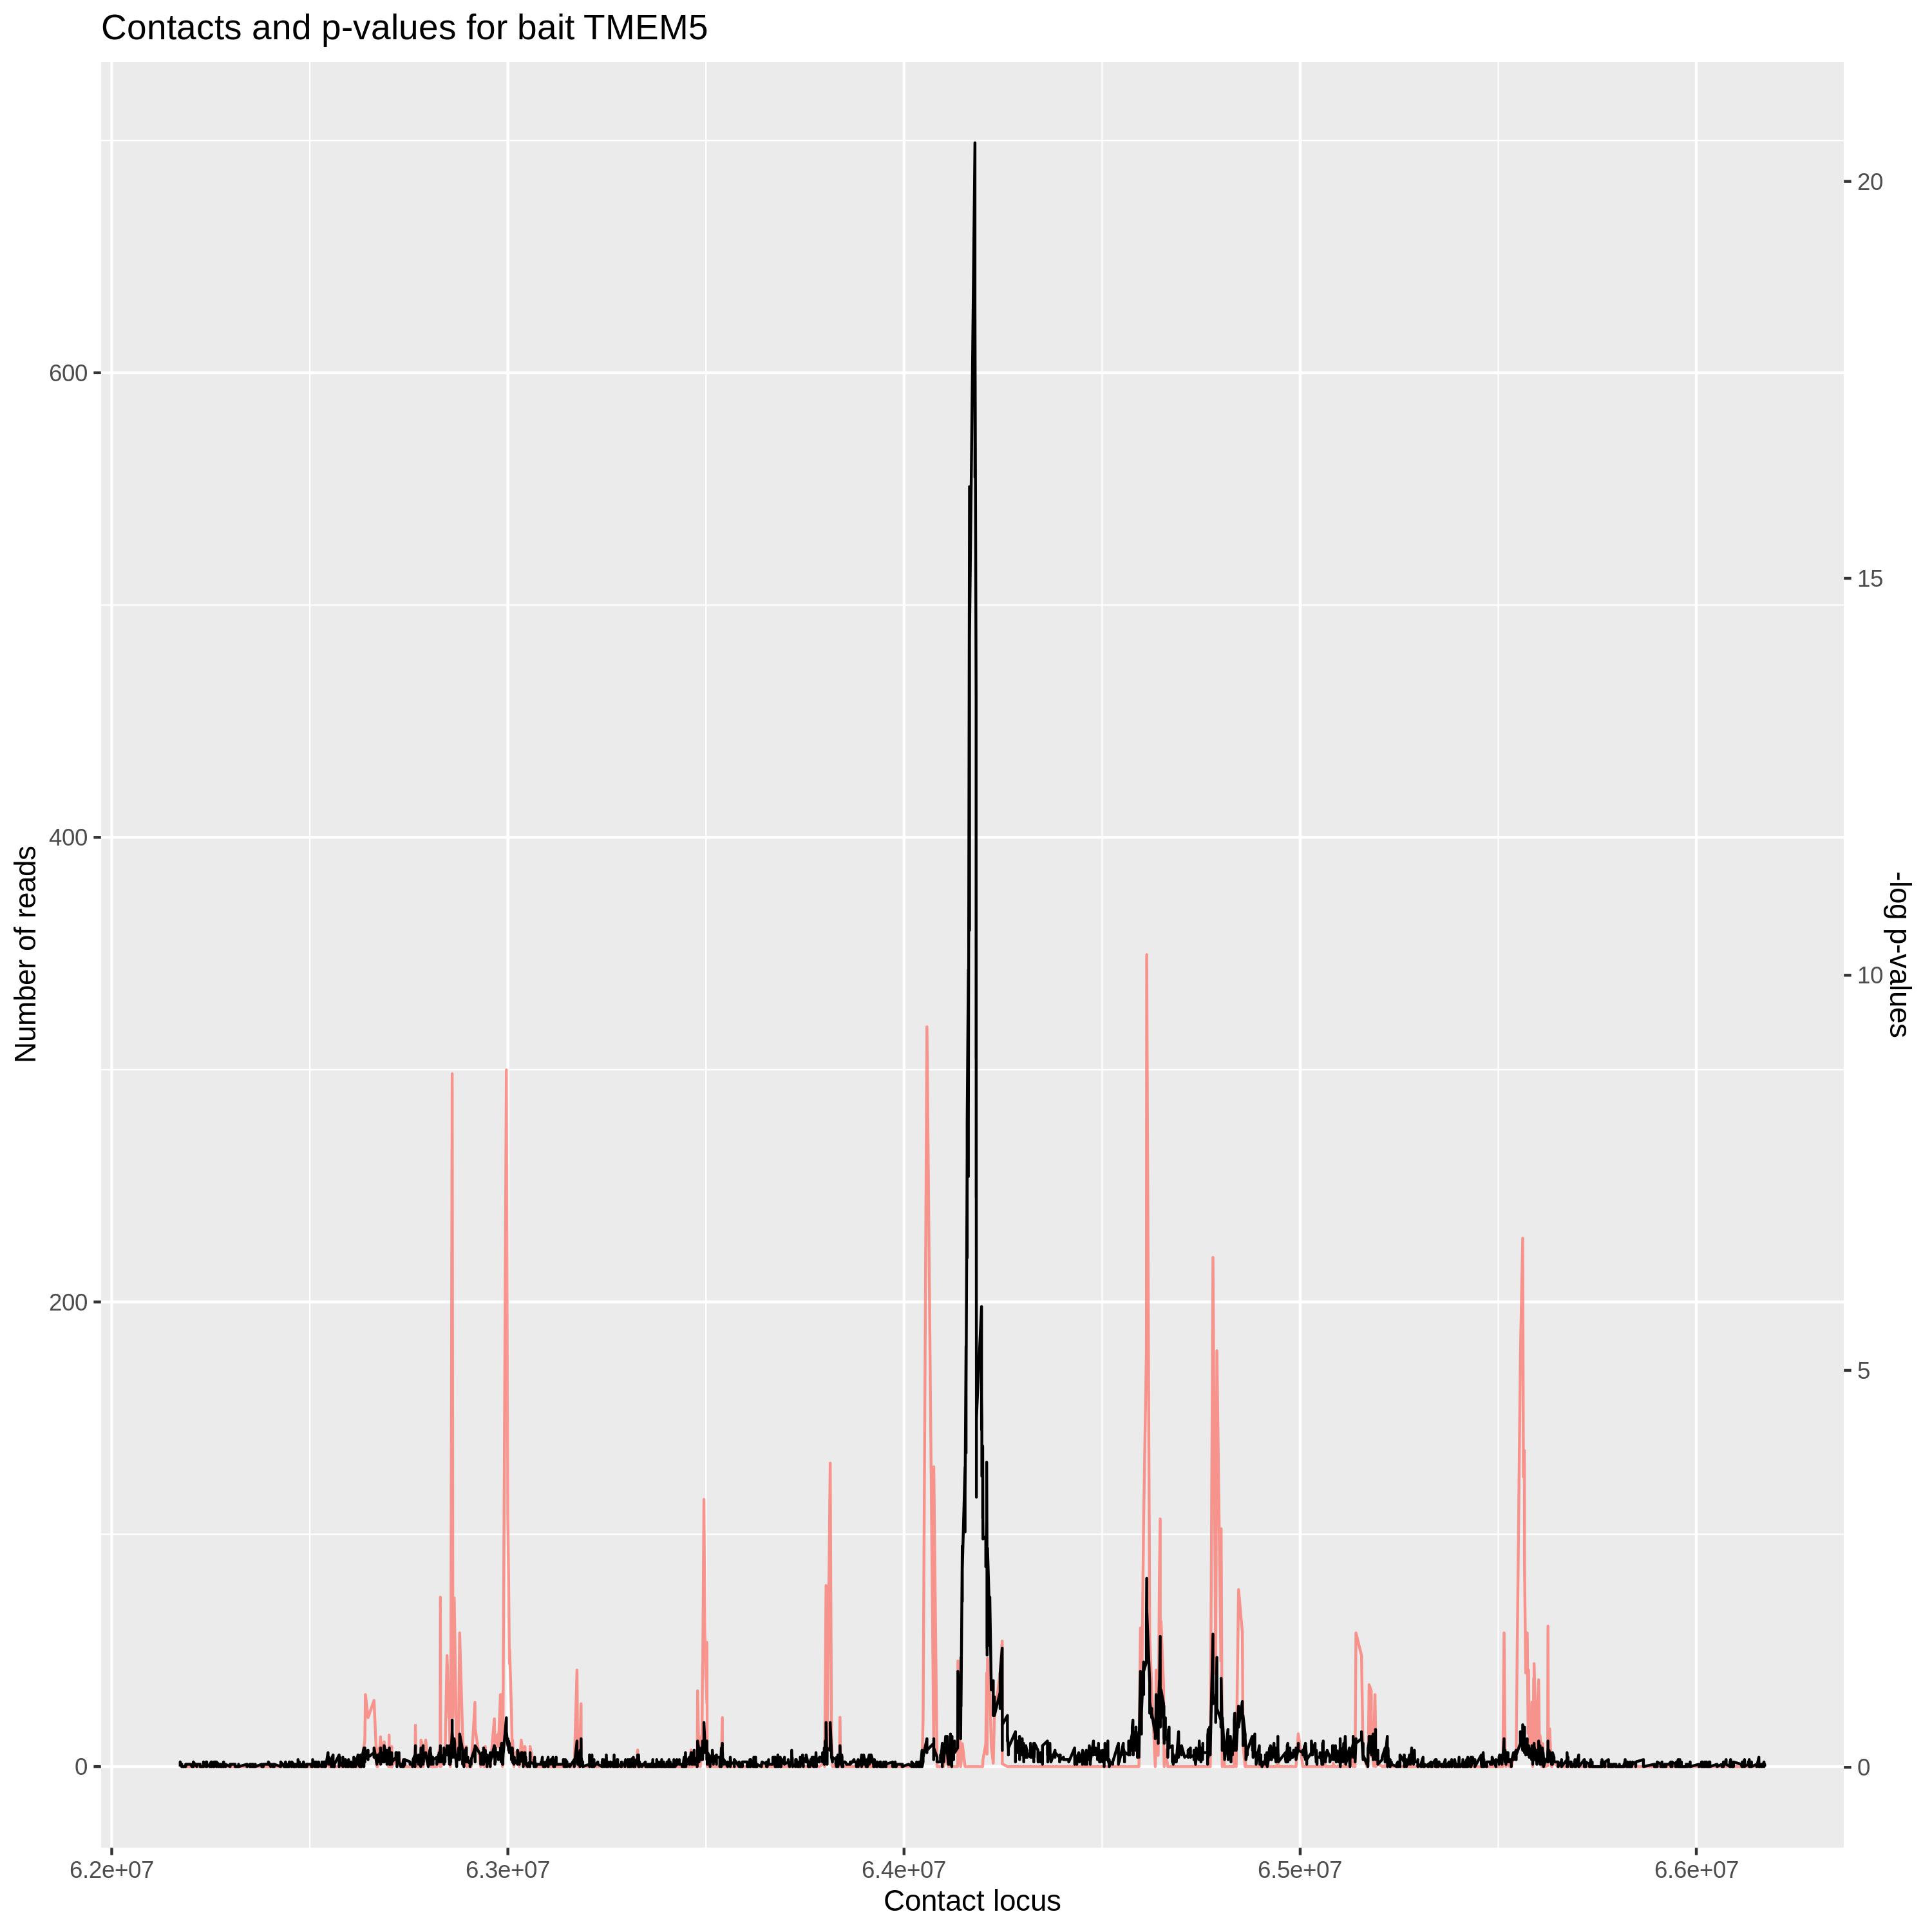 Contacts and p-values for bait TMEM5
Number of reads
600
400
200
0
20
15
10
5
0
-log p-values
6.2e+07 6.3e+07 6.4e+07 6.5e+07 6.6e+07
Contact locus